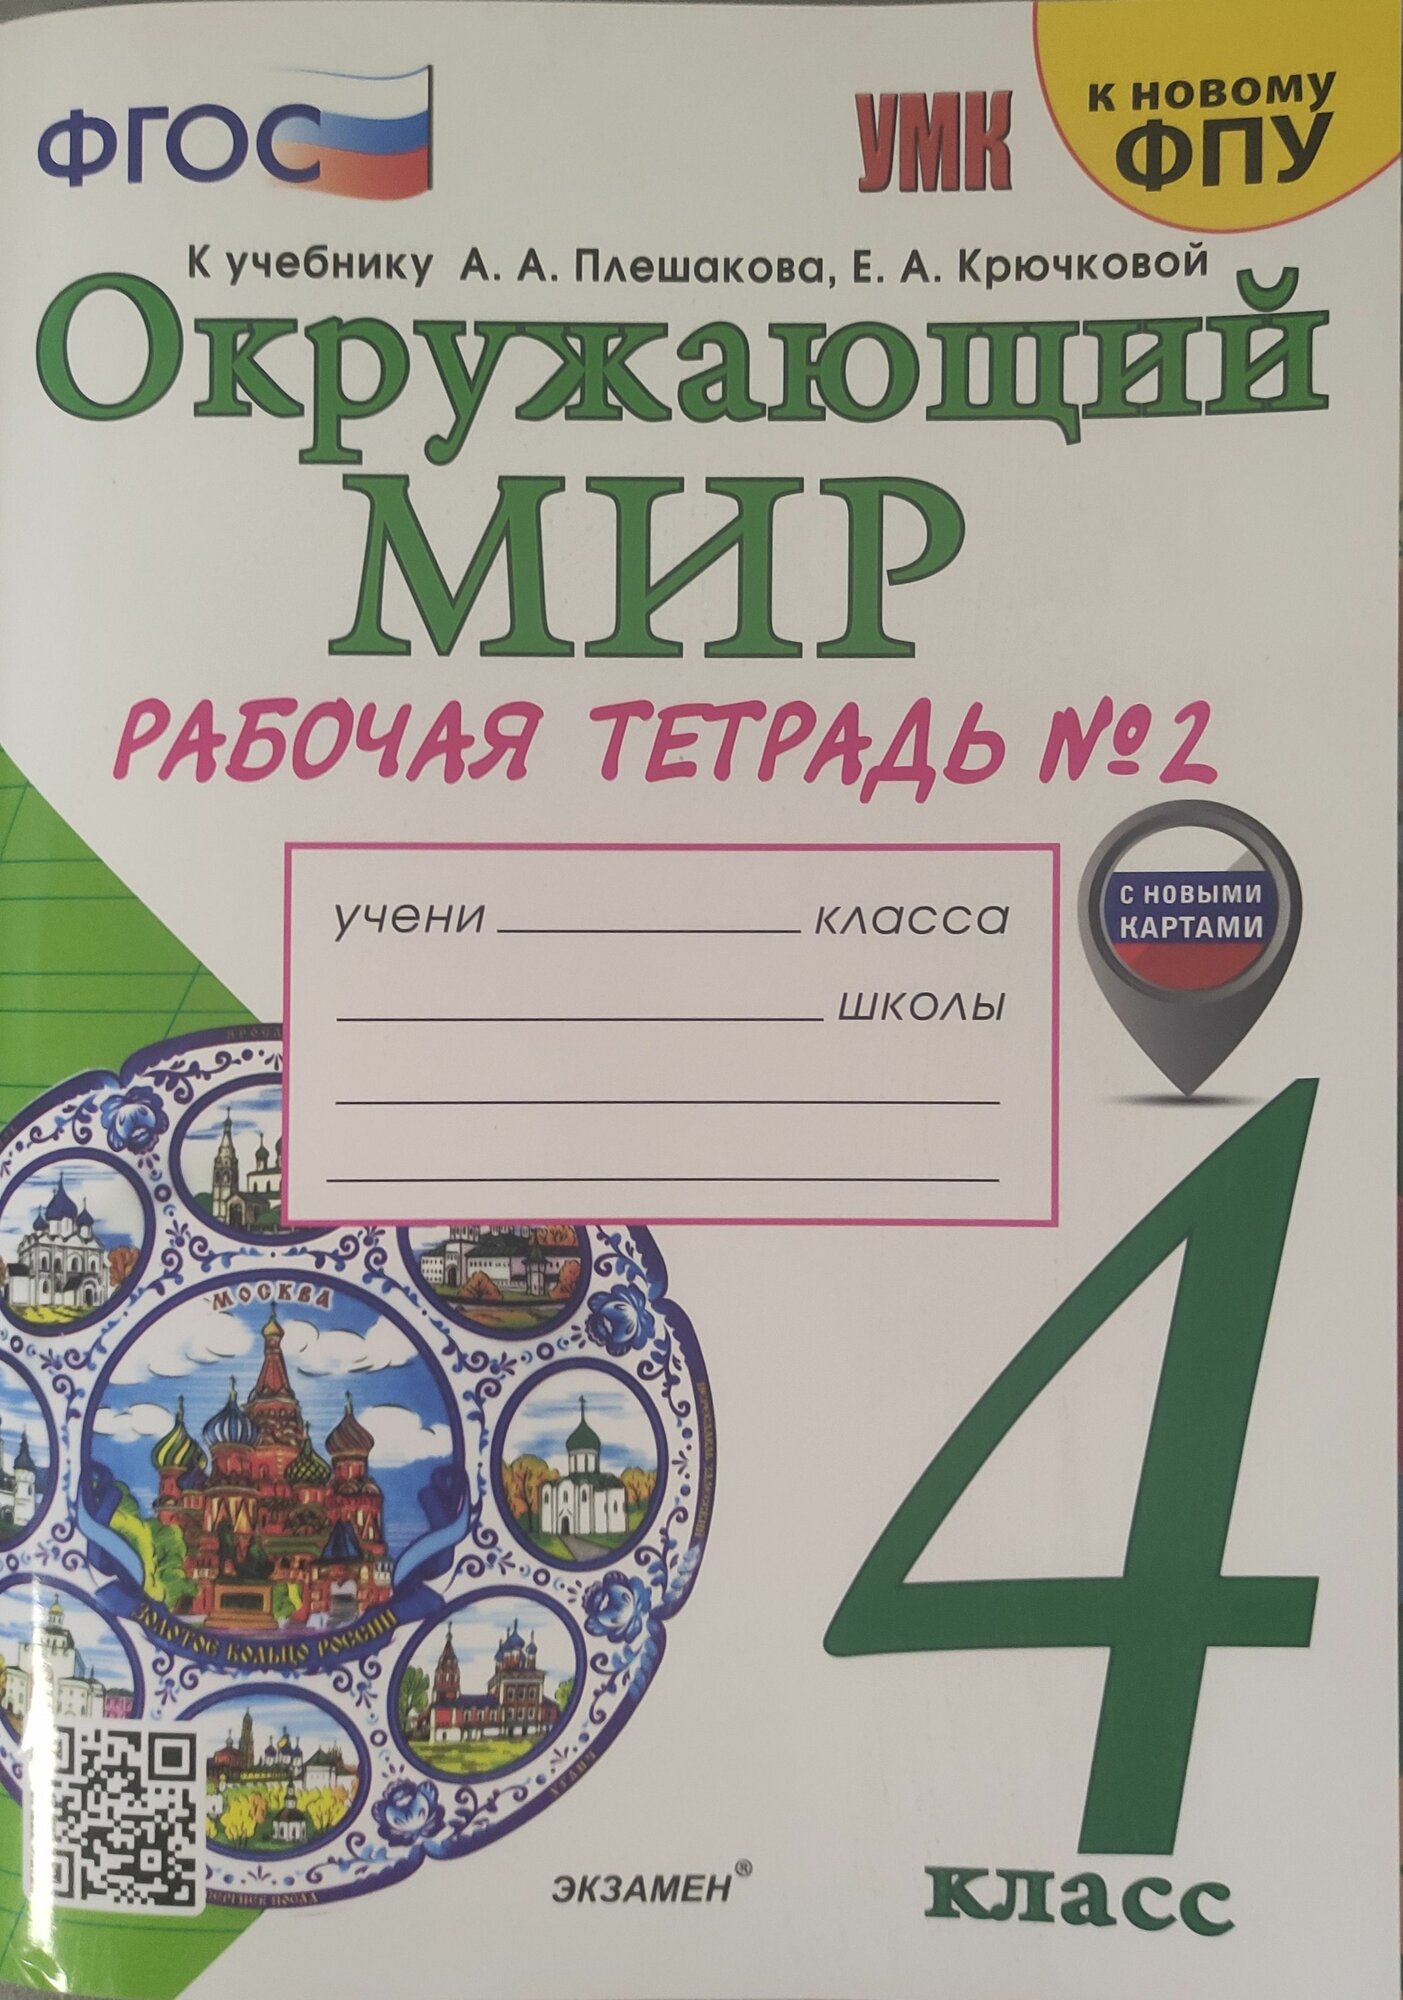 ФГОС
УМК
К НОВОМУ
ФПУ
К учебнику А. А. Плешакова, Е. А. Крючковой
Окружающий
МИР
РАБОЧАЯ ТЕТРАДЬ №2
учени класса
школы
С НОВЫМИ
КАРТАМИ
МОСКВА
ЗОЛОТОЕ КОЛЬЦО РОССИИ
УГЛИЧ
ЭКЗАМЕН®
4
класс